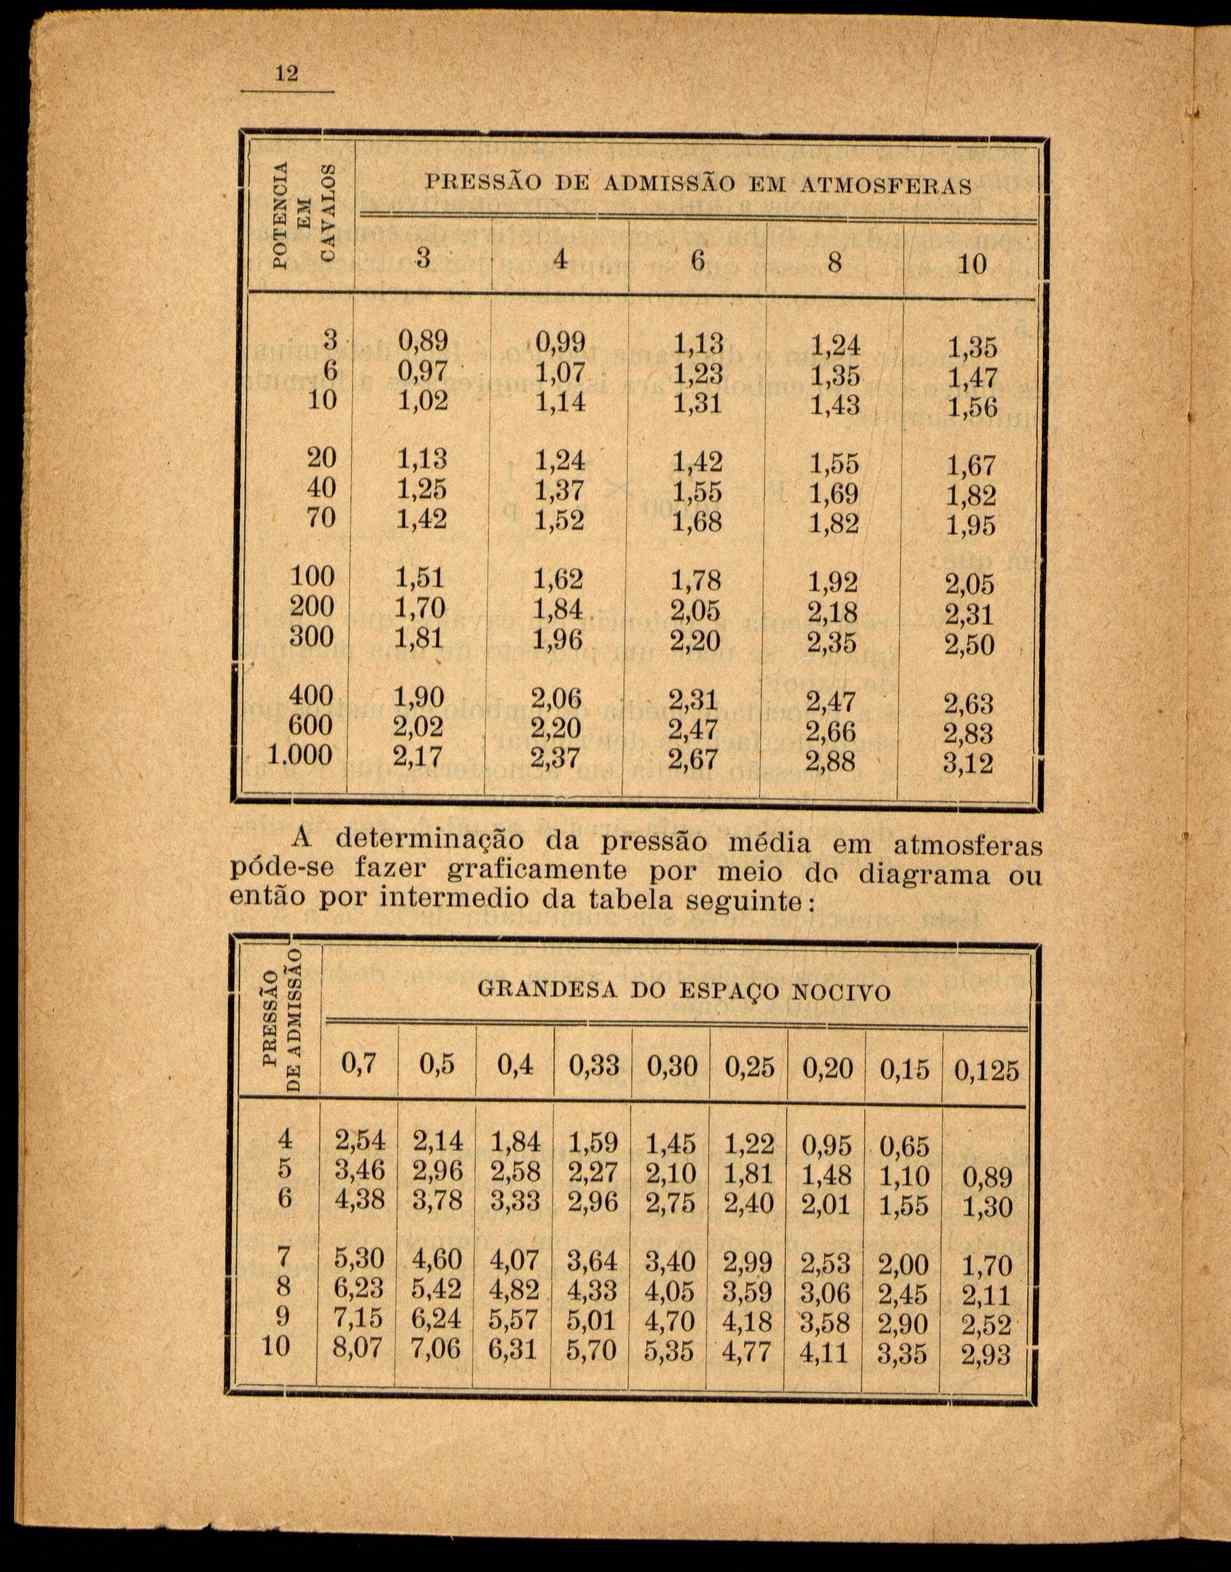 12
POTENCIA
EM
CAVALOS
PRESSÃO DE ADMISSÃO EM ATMOSFERAS
3 4 6 8 10
3 0,89 0,99 1,13 1,24 1,35
6 0,97 1,07 1,23 1,35 1,47
10 1,02 1,14 1,31 1,43 1,56
20 1,13 1,24 1,42 1,55 1,67
40 1,25 1,37 1,55 1,69 1,82
70 1,42 1,52 1,68 1,82 1,95
100 1,51 1,62 1,78 1,92 2,05
200 1,70 1,84 2,05 2,18 2,31
300 1,81 1,96 2,20 2,35 2,50
400 1,90 2,06 2,31 2,47 2,63
600 2,02 2,20 2,47 2,66 2,83
1.000 2,17 2,37 2,67 2,88 3,12
A determinação da pressão média em atmosferas
póde-se fazer graficamente por meio do diagrama ou
então por intermedio da tabela seguinte:
PRESSÃO
DE ADMISSÃO
GRANDESA DO ESPAÇO NOCIVO
0,7 0,5 0,4 0,33 0,30 0,25 0,20 0,15 0,125
4 2,54 2,14 1,84 1,59 1,45 1,22 0,95 0,65
5 3,46 2,96 2,58 2,27 2,10 1,81 1,48 1,10 0,89
6 4,38 3,78 3,33 2,96 2,75 2,40 2,01 1,55 1,30
7 5,30 4,60 4,07 3,64 3,40 2,99 2,53 2,00 1,70
8 6,23 5,42 4,82 4,33 4,05 3,59 3,06 2,45 2,11
9 7,15 6,24 5,57 5,01 4,70 4,18 3,58 2,90 2,52
10 8,07 7,06 6,31 5,70 5,35 4,77 4,11 3,35 2,93